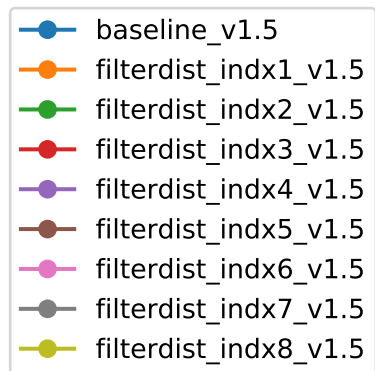 baseline_v1.5
filterdist_indx1_v1.5
filterdist_indx2_v1.5
filterdist_indx3_v1.5
filterdist_indx4_v1.5
filterdist_indx5_v1.5
filterdist_indx6_v1.5
filterdist_indx7_v1.5
filterdist_indx8_v1.5